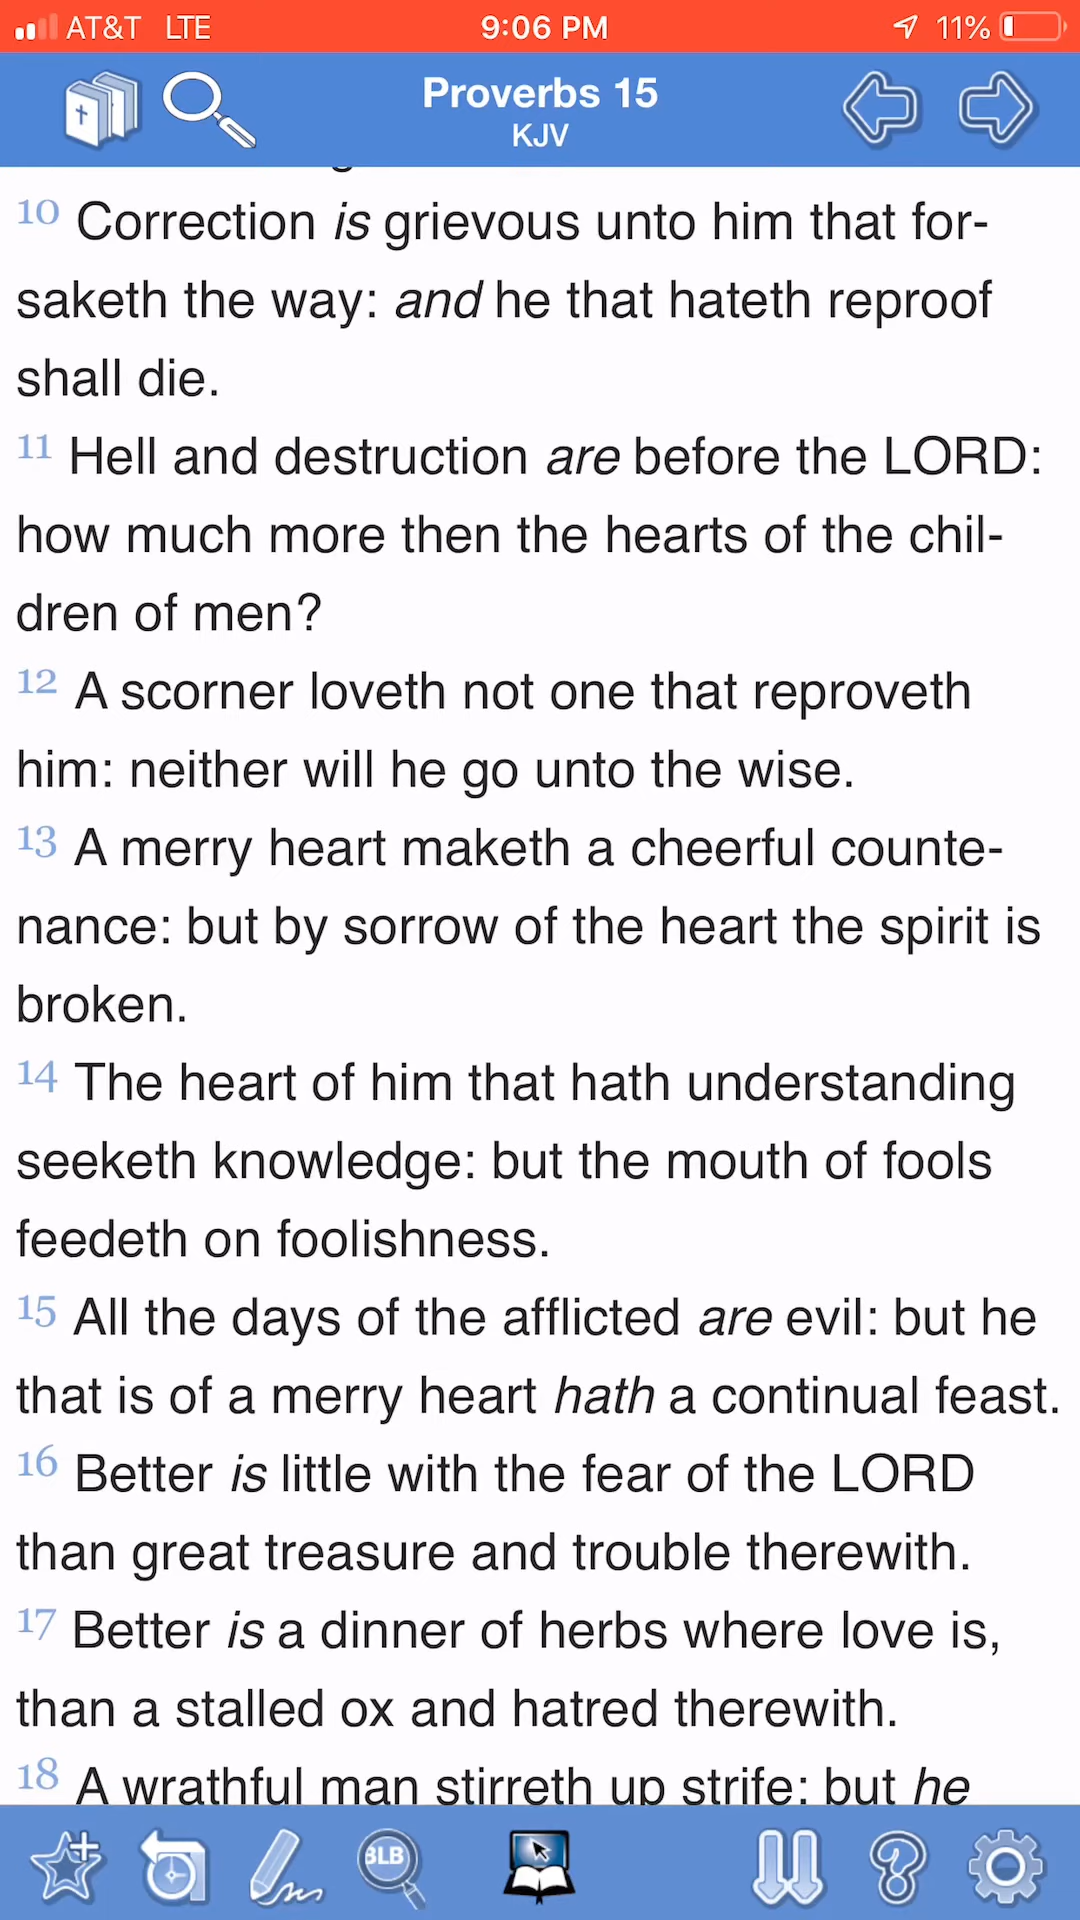 AT&T LTE 9:06 PM 11%
Proverbs 15
KJV
10 Correction is grievous unto him that for-
saketh the way: and he that hateth reproof
shall die.
11 Hell and destruction are before the LORD:
how much more then the hearts of the chil-
dren of men?
12 A scorner loveth not one that reproveth
him: neither will he go unto the wise.
13 A merry heart maketh a cheerful counte-
nance: but by sorrow of the heart the spirit is
broken.
14 The heart of him that hath understanding
seeketh knowledge: but the mouth of fools
feedeth on foolishness.
15 All the days of the afflicted are evil: but he
that is of a merry heart hath a continual feast.
16 Better is little with the fear of the LORD
than great treasure and trouble therewith.
17 Better is a dinner of herbs where love is,
than a stalled ox and hatred therewith.
18 A wrathful man stirreth up strife: but he
BLB